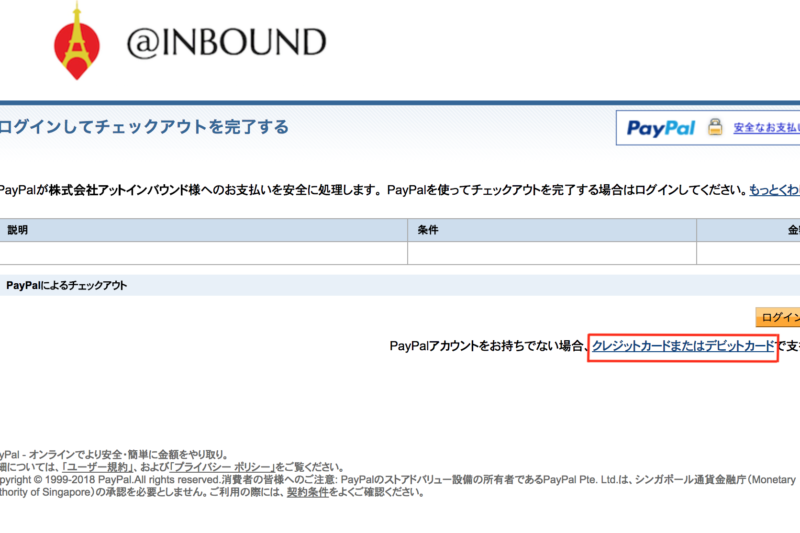 @INBOUND
ログインしてチェックアウトを完了する
PayPal 安全なお支払い
PayPalが株式会社アットインバウンド様へのお支払いを安全に処理します。 PayPalを使ってチェックアウトを完了する場合はログインしてください。もっとくわ
説明 条件 金額
PayPalによるチェックアウト
ログイン
PayPalアカウントをお持ちでない場合、クレジットカードまたはデビットカードで支
yPal - オンラインでより安全・簡単に金額をやり取り。
細については、「ユーザー規約」、および「プライバシー ポリシー」をご覧ください。
pyright © 1999-2018 PayPal.All rights reserved.消費者の皆様へのご注意: PayPalのストアドバリュー設備の所有者であるPayPal Pte. Ltd.は、シンガポール通貨金融庁(Monetary
thority of Singapore)の承認を必要としません。ご利用の際には、契約条件をよくご確認ください。